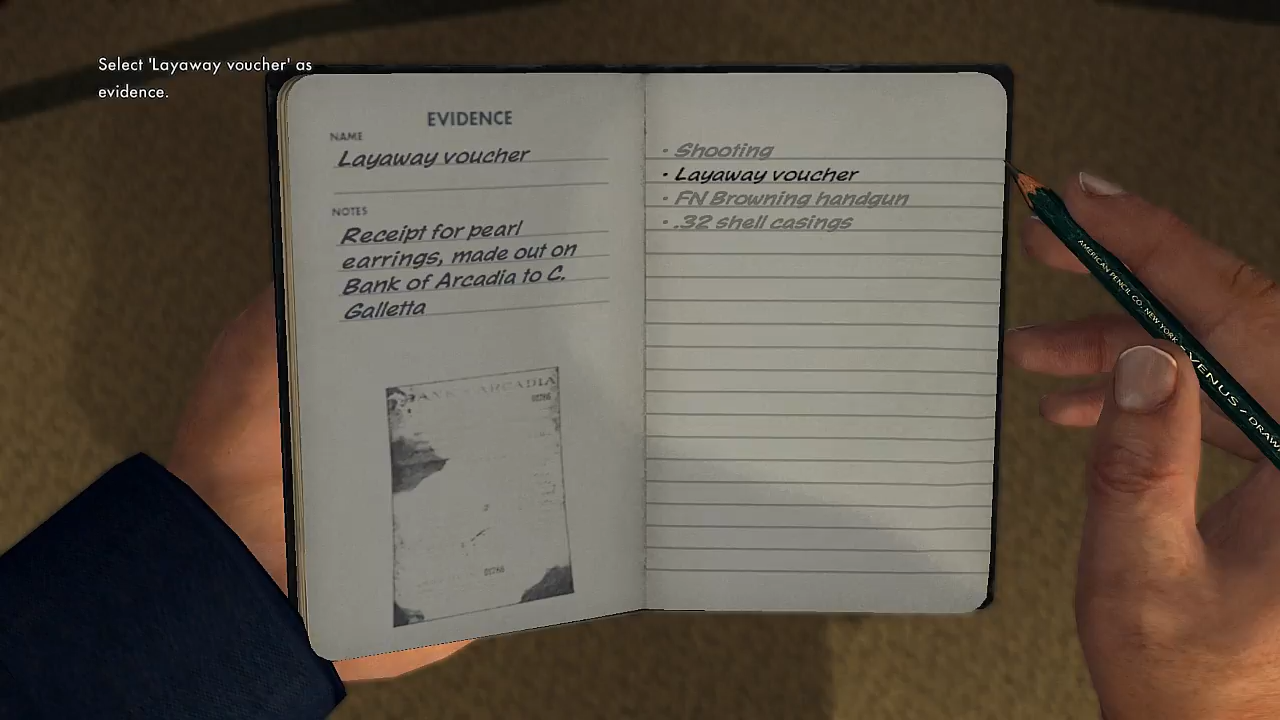 Select 'Layaway voucher' as
evidence.
EVIDENCE
NAME
Layaway voucher
NOTES
Receipt for pearl
earrings, made out on
Bank of Arcadia to C.
Galletta
· Shooting
· Layaway voucher
· FN Browning handgun
· .32 shell casings
AMERICAN PENCIL CO. NEW YORK
VENUS / DRAW